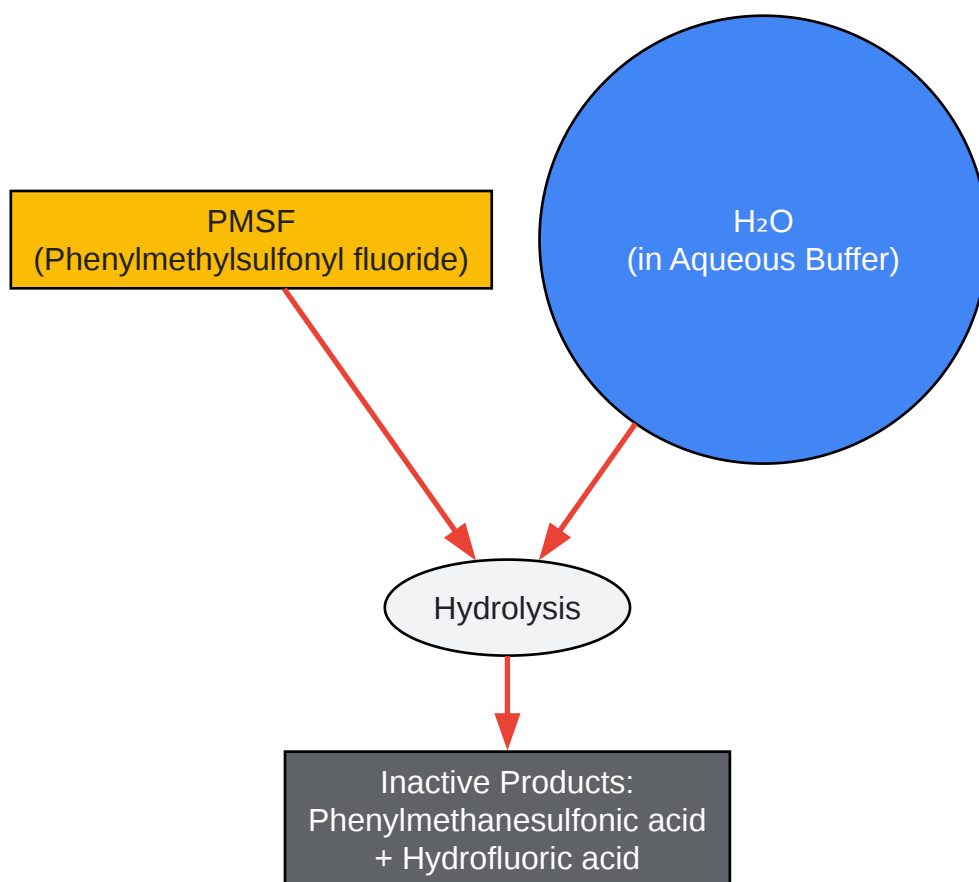 PMSF
(Phenylmethylsulfonyl fluoride)
H₂O
(in Aqueous Buffer)
Hydrolysis
Inactive Products:
Phenylmethanesulfonic acid
+ Hydrofluoric acid